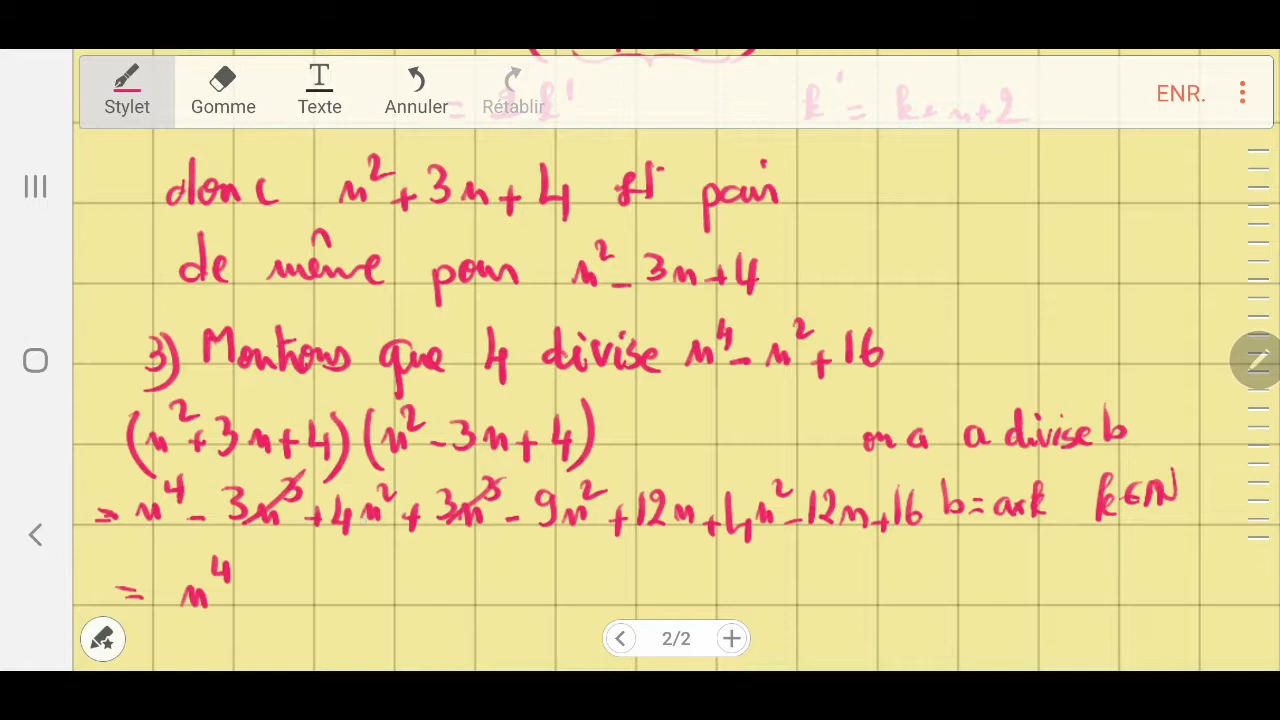 Stylet Gomme Texte Annuler Rétablir ENR.
= 2k' k' = k+n+2
donc n²+3n+4 est pair
de même pour n²-3n+4
3) Montrons que 4 divise n⁴-n²+16
(n²+3n+4)(n²-3n+4) on a a divise b
= n⁴-3n³+4n²+3n³-9n²+12n+4n²-12n+16 b=a×k k∈ℕ
= n⁴
2/2